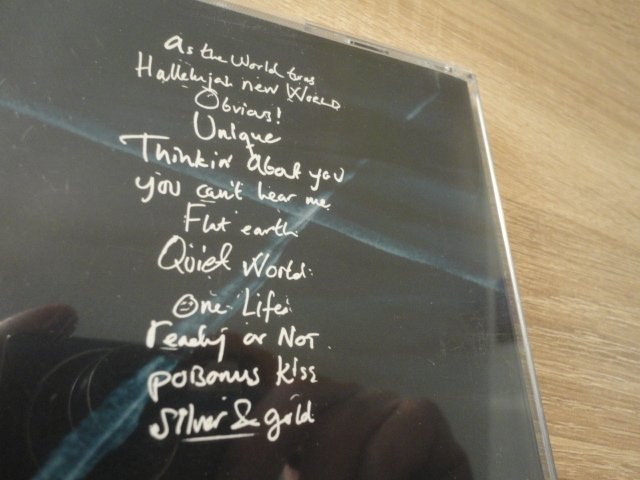 As the World turns
Hallelujah new World
Obvious!
Unique
Thinkin' About you
you can't hear me
Flat earth
Quiet World
One Life
ready or Not
poisonus kiss
Silver & gold